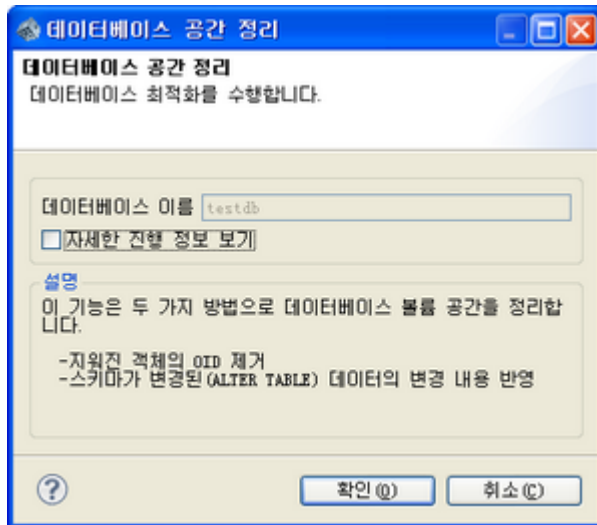 데이터베이스 공간 정리
데이터베이스 공간 정리
데이터베이스 최적화를 수행합니다.
데이터베이스 이름 testdb
자세한 진행 정보 보기
설명
이 기능은 두 가지 방법으로 데이터베이스 볼륨 공간을 정리합
니다.
-지워진 객체의 OID 제거
-스키마가 변경된(ALTER TABLE) 데이터의 변경 내용 반영
확인(O) 취소(C)